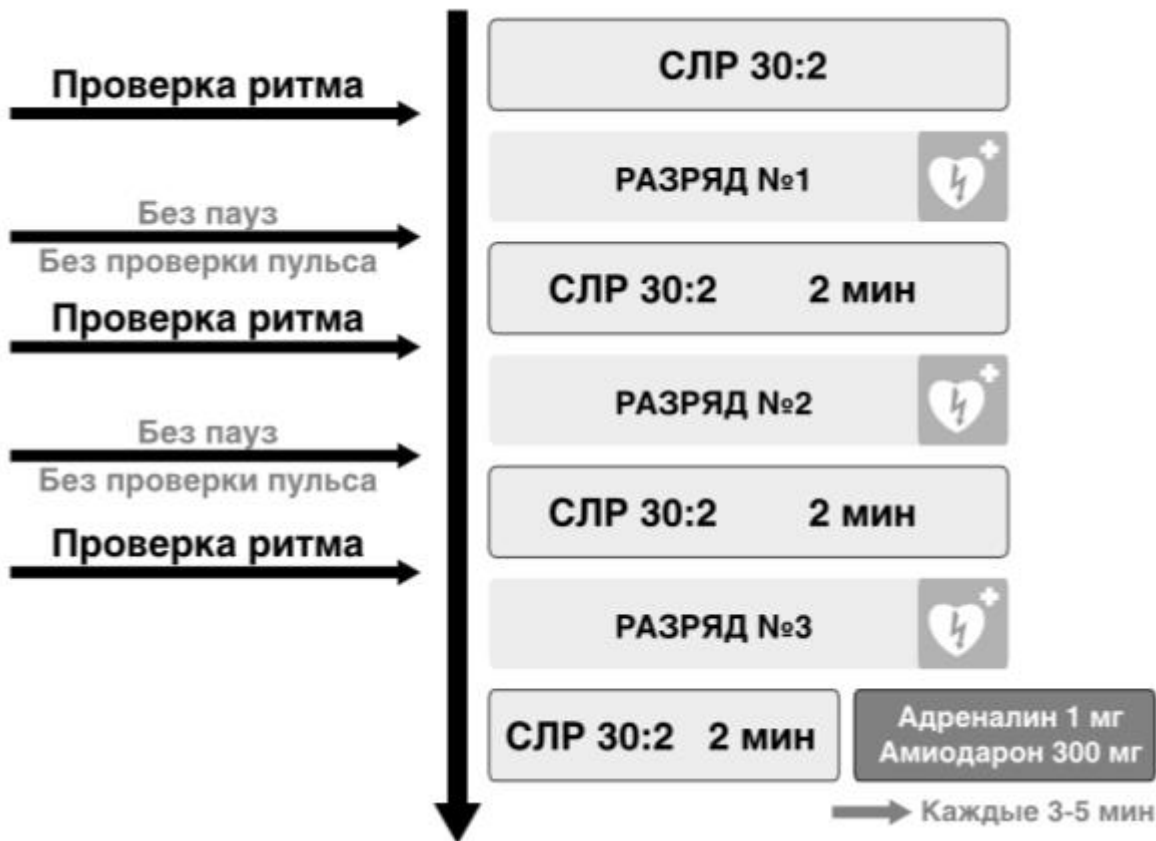 СЛР 30:2
Проверка ритма
РАЗРЯД №1
Без пауз
Без проверки пульса
СЛР 30:2 2 мин
Проверка ритма
РАЗРЯД №2
Без пауз
Без проверки пульса
СЛР 30:2 2 мин
Проверка ритма
РАЗРЯД №3
СЛР 30:2 2 мин
Адреналин 1 мг
Амиодарон 300 мг
Каждые 3-5 мин